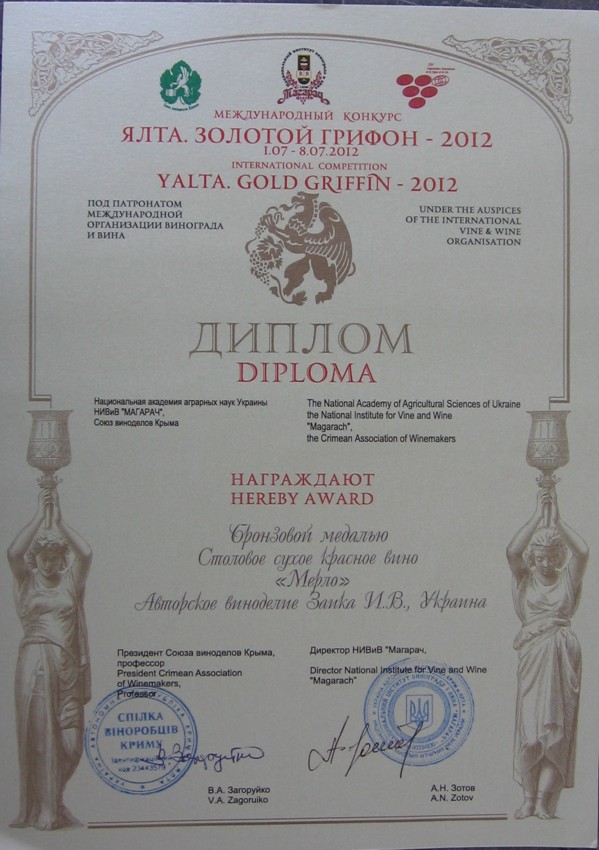 МЕЖДУНАРОДНЫЙ КОНКУРС
ЯЛТА. ЗОЛОТОЙ ГРИФОН - 2012
1.07 - 8.07.2012
INTERNATIONAL COMPETITION
YALTA. GOLD GRIFFIN - 2012
ПОД ПАТРОНАТОМ
МЕЖДУНАРОДНОЙ
ОРГАНИЗАЦИИ ВИНОГРАДА
И ВИНА
UNDER THE AUSPICES
OF THE INTERNATIONAL
VINE & WINE
ORGANISATION
ДИПЛОМ
DIPLOMA
Национальная академия аграрных наук Украины
НИВиВ "МАГАРАЧ",
Союз виноделов Крыма
The National Academy of Agricultural Sciences of Ukraine
the National Institute for Vine and Wine
"Magarach",
the Crimean Association of Winemakers
НАГРАЖДАЮТ
HEREBY AWARD
Бронзовой медалью
Столовое сухое красное вино
«Мерло»
Авторское виноделие Заика И.В., Украина
Президент Союза виноделов Крыма,
профессор
President Crimean Association
of Winemakers,
Professor
Директор НИВиВ "Магарач,
Director National Institute for Vine and Wine
"Magarach"
СПІЛКА
ВИНОРОБЦІВ
КРИМУ
В.А. Загоруйко
V.A. Zagoruiko
А.Н. Зотов
A.N. Zotov